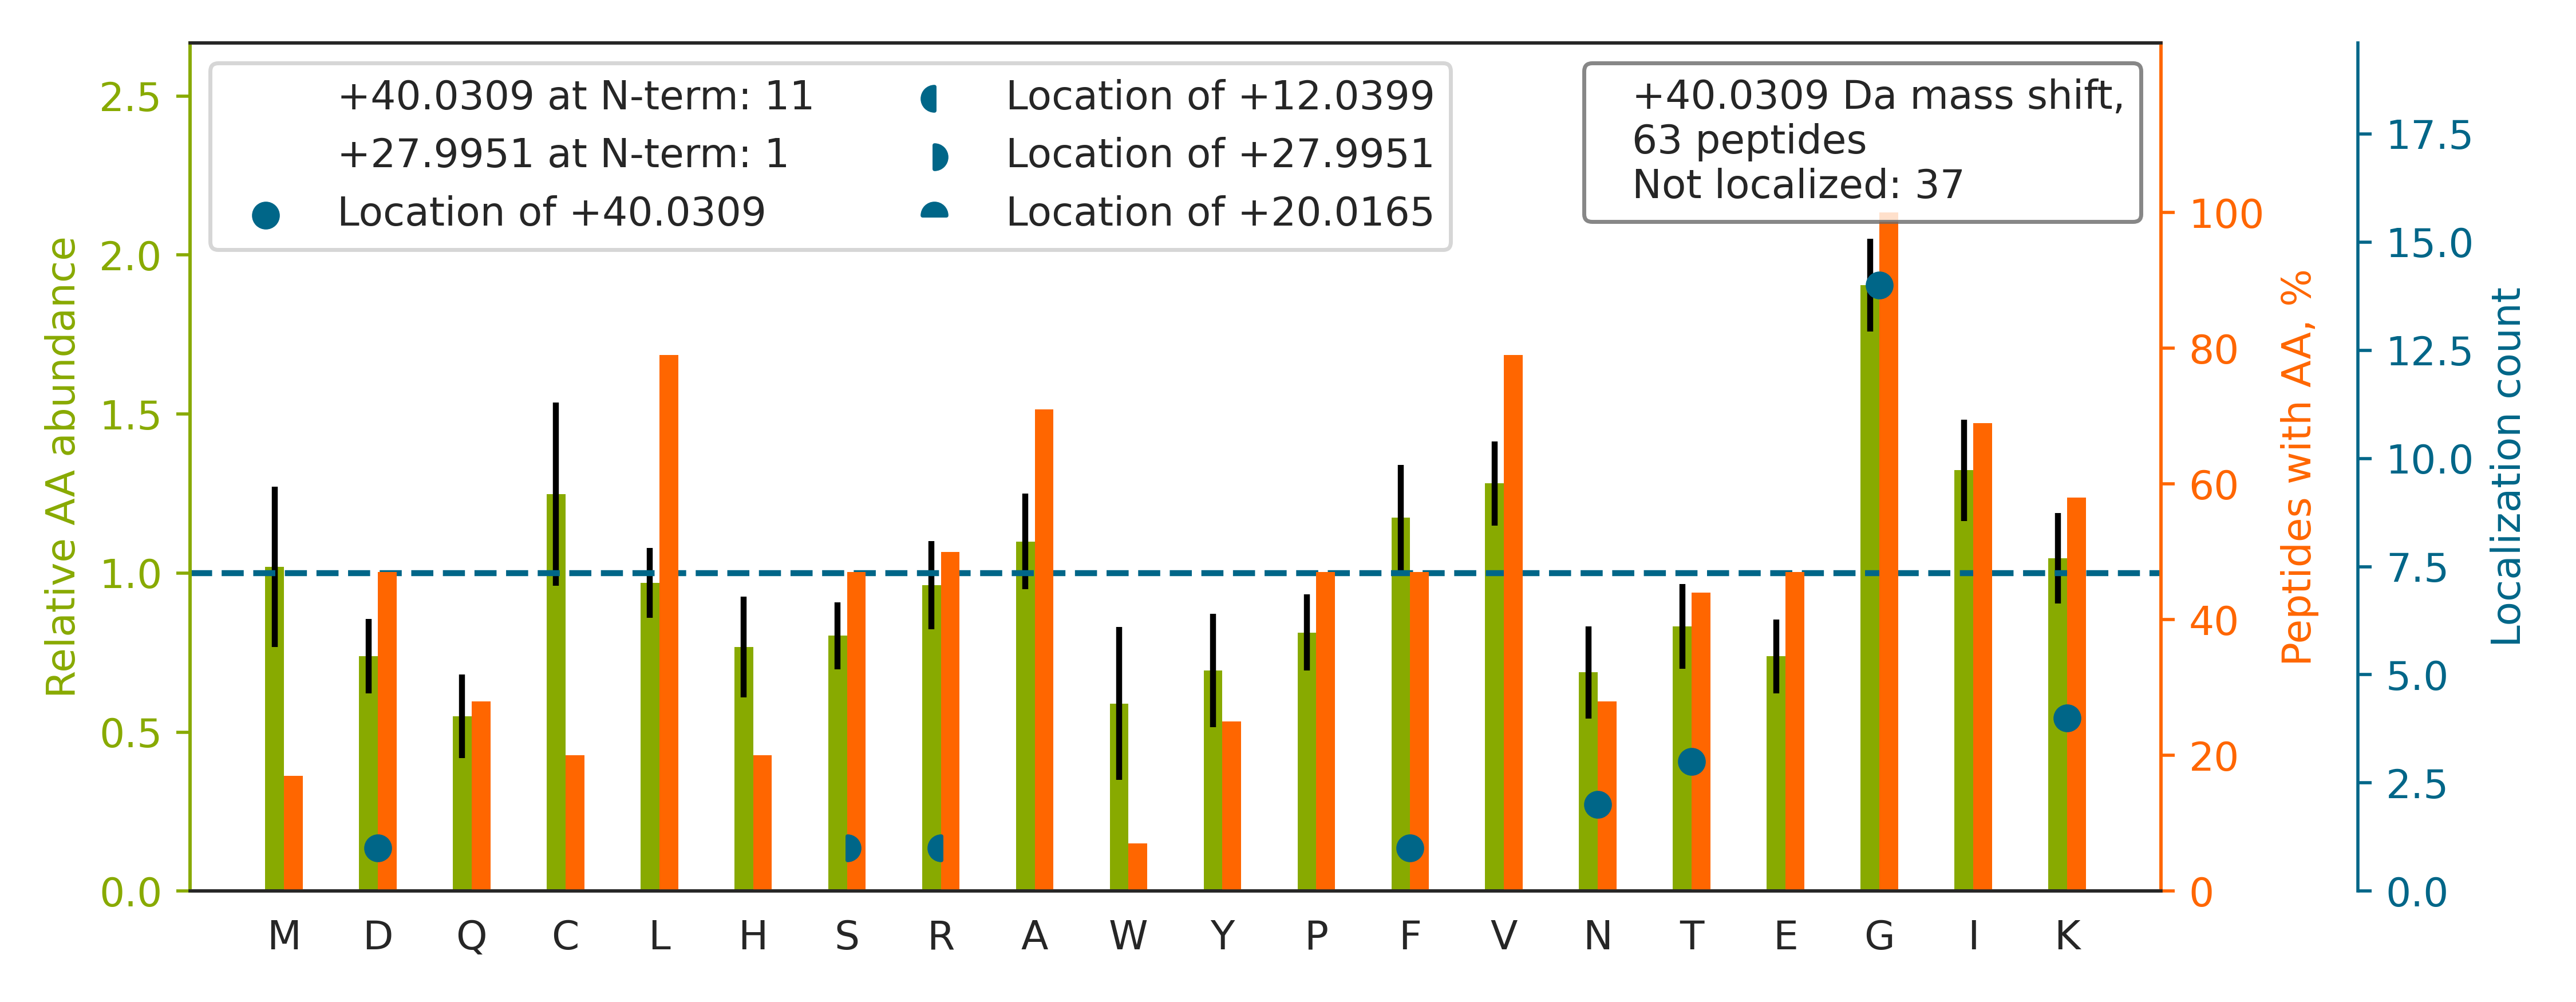 +40.0309 at N-term: 11
+27.9951 at N-term: 1
Location of +40.0309
Location of +12.0399
Location of +27.9951
Location of +20.0165
+40.0309 Da mass shift,
63 peptides
Not localized: 37
Relative AA abundance
2.5
2.0
1.5
1.0
0.5
0.0
M D Q C L H S R A W Y P F V N T E G I K
100
80
60
40
20
0
Peptides with AA, %
17.5
15.0
12.5
10.0
7.5
5.0
2.5
0.0
Localization count